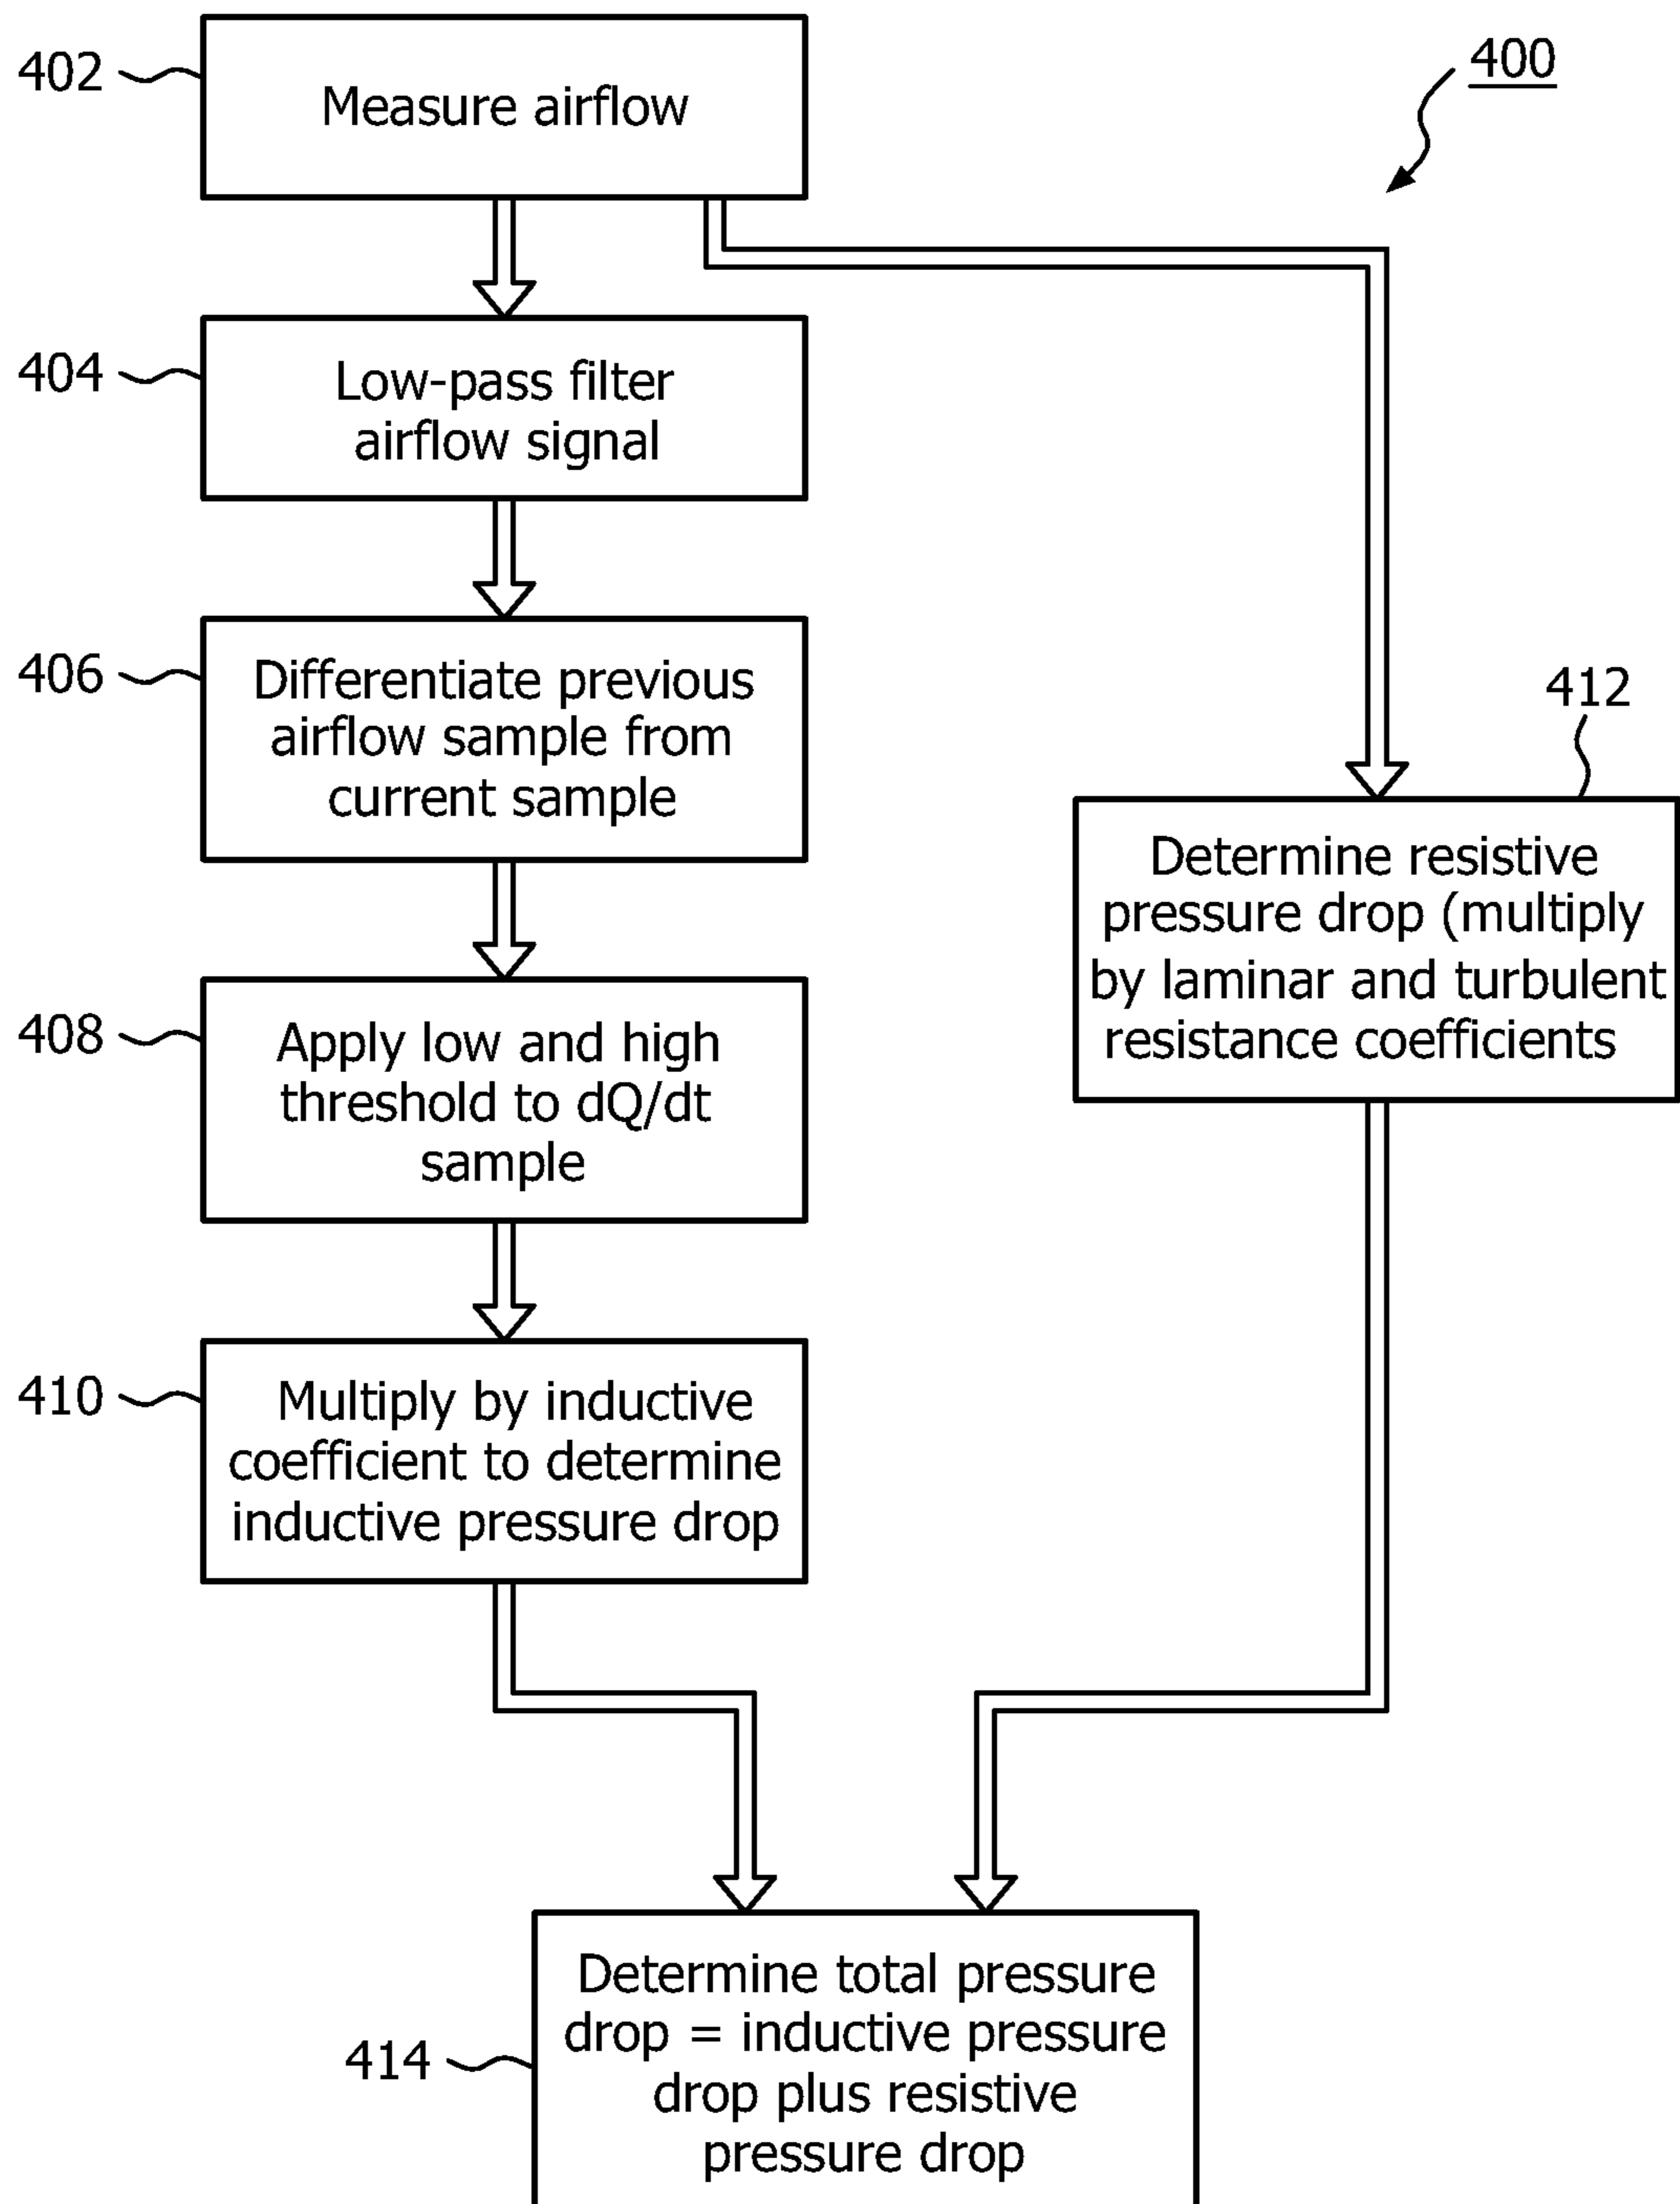 400
402
Measure airflow
404
Low-pass filter
airflow signal
406
Differentiate previous
airflow sample from
current sample
408
Apply low and high
threshold to dQ/dt
sample
410
Multiply by inductive
coefficient to determine
inductive pressure drop
412
Determine resistive
pressure drop (multiply
by laminar and turbulent
resistance coefficients
414
Determine total pressure
drop = inductive pressure
drop plus resistive
pressure drop